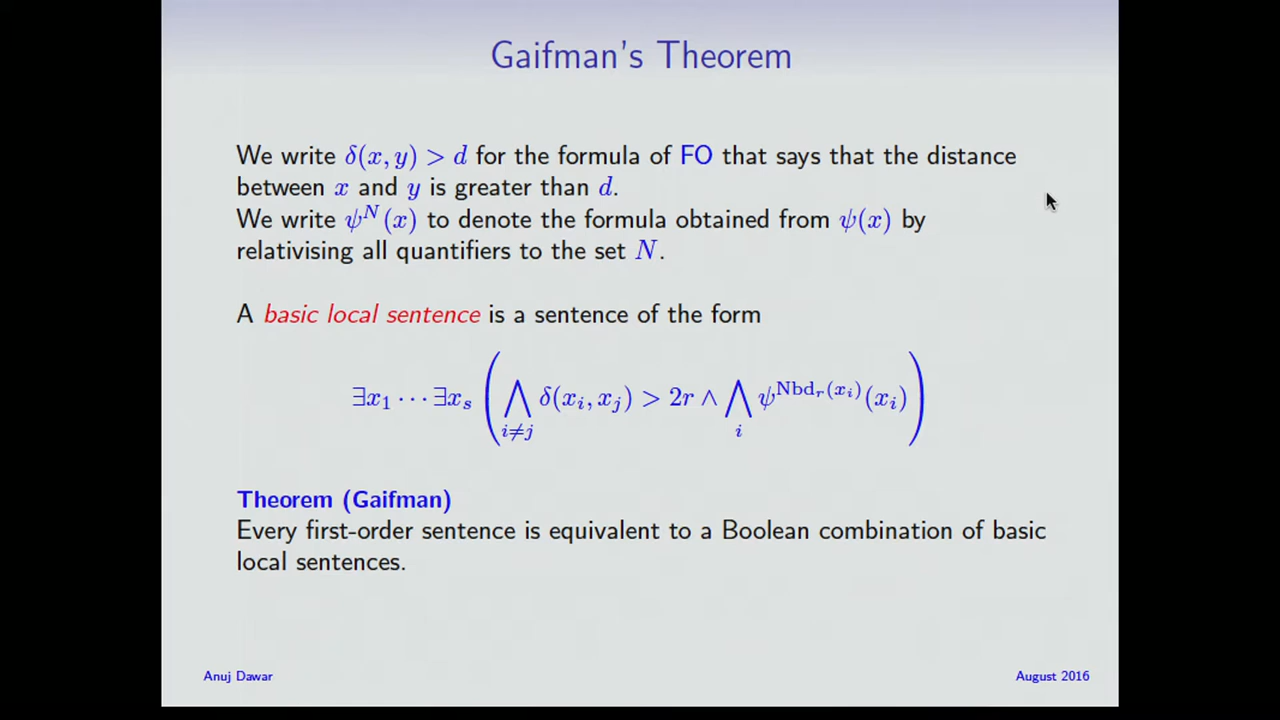 Gaifman's Theorem
We write δ(x, y) > d for the formula of FO that says that the distance
between x and y is greater than d.
We write ψ^N(x) to denote the formula obtained from ψ(x) by
relativising all quantifiers to the set N.
A basic local sentence is a sentence of the form
∃x₁ ⋯ ∃xₛ ( ⋀_{i≠j} δ(x_i, x_j) > 2r ∧ ⋀_i ψ^{Nbd_r(x_i)}(x_i) )
Theorem (Gaifman)
Every first-order sentence is equivalent to a Boolean combination of basic
local sentences.
Anuj Dawar
August 2016